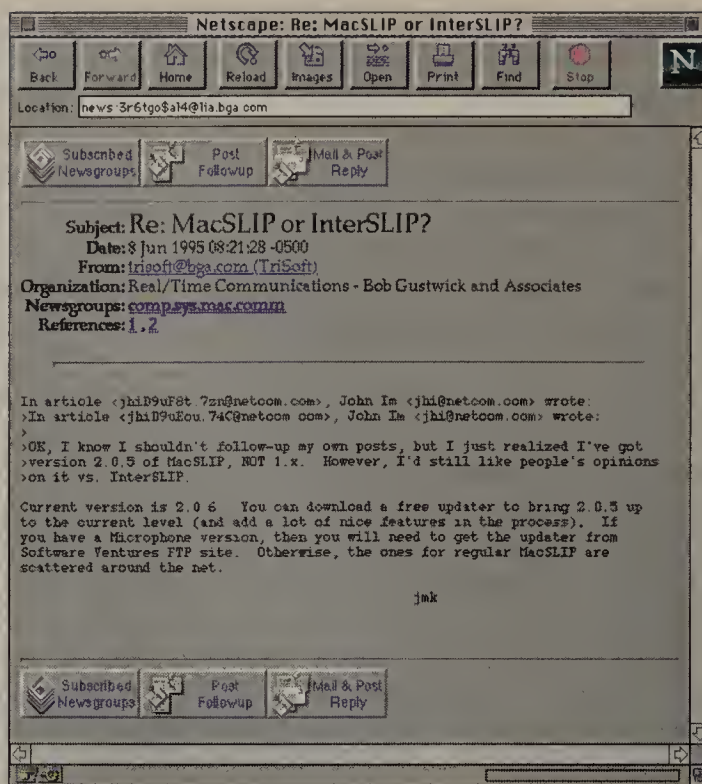 Netscape: Re: MacSLIP or InterSLIP?
Back Forward Home Reload Images Open Print Find Stop
N
Location: news:3r6tgo$al4@lia.bga.com
Subscribed Newsgroups Post Followup Mail & Post Reply
Subject: Re: MacSLIP or InterSLIP?
Date: 8 Jun 1995 08:21:28 -0500
From: trisoft@bga.com (TriSoft)
Organization: Real/Time Communications - Bob Gustwick and Associates
Newsgroups: comp.sys.mac.comm
References: 1, 2
In article <jhiD9uF8t.7zn@netcom.com>, John Im <jhi@netcom.com> wrote:
>In article <jhiD9uEou.74C@netcom com>, John Im <jhi@netcom.com> wrote:
>
>OK, I know I shouldn't follow-up my own posts, but I just realized I've got
>version 2.0.5 of MacSLIP, NOT 1.x. However, I'd still like people's opinions
>on it vs. InterSLIP.
Current version is 2.0 6 You can download a free updater to bring 2.0.5 up
to the current level (and add a lot of nice features in the process). If
you have a Microphone version, then you will need to get the updater from
Software Ventures FTP site. Otherwise, the ones for regular MacSLIP are
scattered around the net.
jmk
Subscribed Newsgroups Post Followup Mail & Post Reply